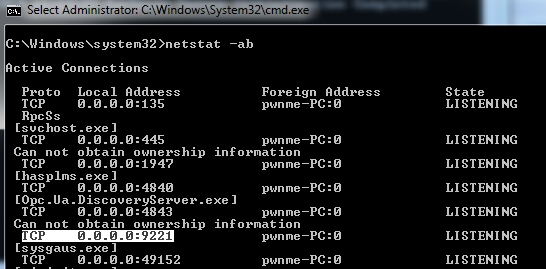 Select Administrator: C:\Windows\System32\cmd.exe
C:\Windows\system32>netstat -ab
Active Connections
Proto Local Address Foreign Address State
TCP 0.0.0.0:135 pwnme-PC:0 LISTENING
RpcSs
[svchost.exe]
TCP 0.0.0.0:445 pwnme-PC:0 LISTENING
Can not obtain ownership information
TCP 0.0.0.0:1947 pwnme-PC:0 LISTENING
[hasplms.exe]
TCP 0.0.0.0:4840 pwnme-PC:0 LISTENING
[Opc.Ua.DiscoveryServer.exe]
TCP 0.0.0.0:4843 pwnme-PC:0 LISTENING
Can not obtain ownership information
TCP 0.0.0.0:9221 pwnme-PC:0 LISTENING
[sysgaus.exe]
TCP 0.0.0.0:49152 pwnme-PC:0 LISTENING